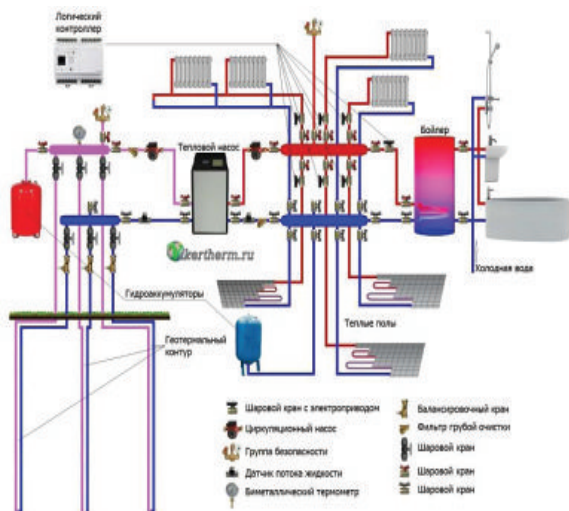 Логический
контроллер
Тепловой насос
Бойлер
kertherm.ru
Холодная вода
Гидроаккумуляторы
Теплые полы
Геотермальный
контур
Шаровой кран с электроприводом
Циркуляционный насос
Группа безопасности
Датчик потока жидкости
Биметаллический термометр
Балансировочный кран
Фильтр грубой очистки
Шаровой кран
Шаровой кран
Шаровой кран